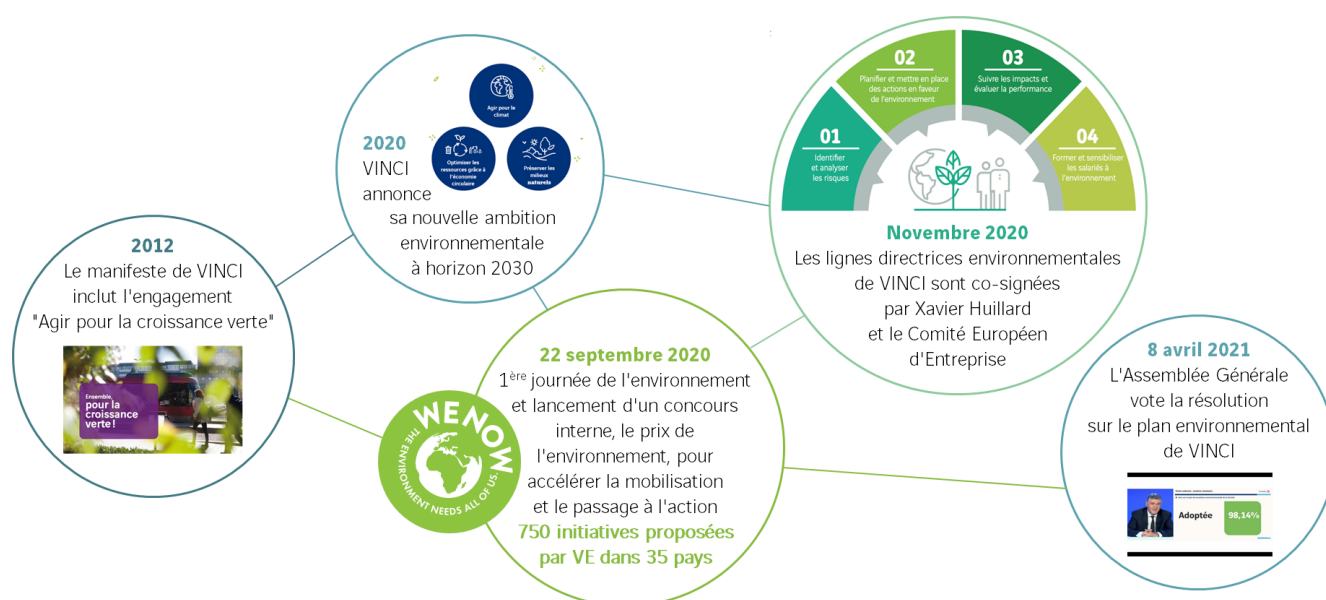 2012
Le manifeste de VINCI
inclut l'engagement
"Agir pour la croissance verte"
Ensemble,
pour la
croissance
verte !
2020
VINCI
annonce
sa nouvelle ambition
environnementale
à horizon 2030
Agir pour le
climat
Optimiser les
ressources grâce à
l'économie
circulaire
Préserver les
milieux
naturels
WE NOW
THE ENVIRONMENT NEEDS ALL OF US.
22 septembre 2020
1ère journée de l'environnement
et lancement d'un concours
interne, le prix de
l'environnement, pour
accélérer la mobilisation
et le passage à l'action
750 initiatives proposées
par VE dans 35 pays
01
Identifier
et analyser
les risques
02
Planifier et mettre en place
des actions en faveur
de l'environnement
03
Suivre les impacts et
évaluer la performance
04
Former et sensibiliser
les salariés à
l'environnement
Novembre 2020
Les lignes directrices environnementales
de VINCI sont co-signées
par Xavier Huillard
et le Comité Européen
d'Entreprise
8 avril 2021
L'Assemblée Générale
vote la résolution
sur le plan environnemental
de VINCI
Adoptée
98,14%